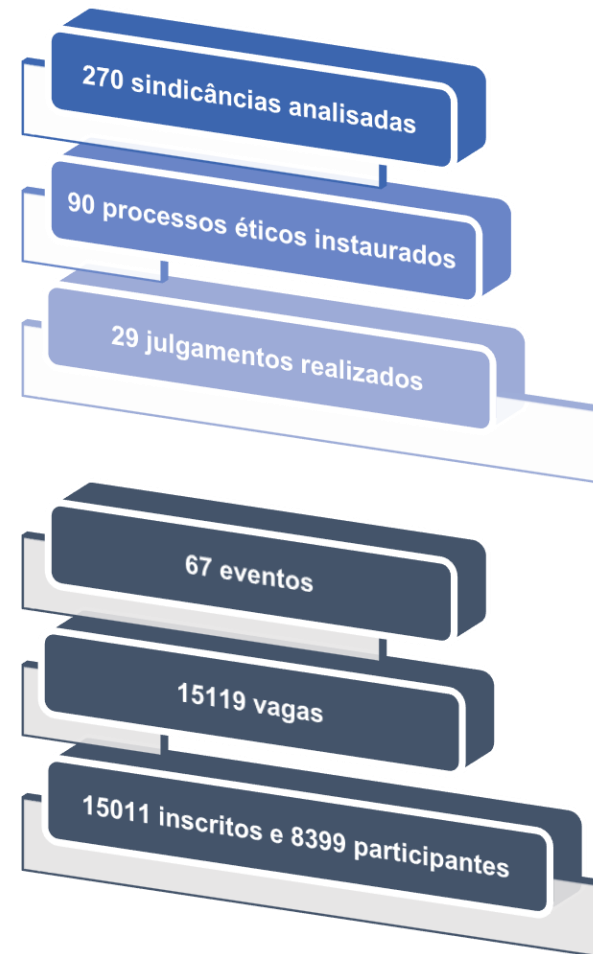 270 sindicâncias analisadas
90 processos éticos instaurados
29 julgamentos realizados
67 eventos
15119 vagas
15011 inscritos e 8399 participantes